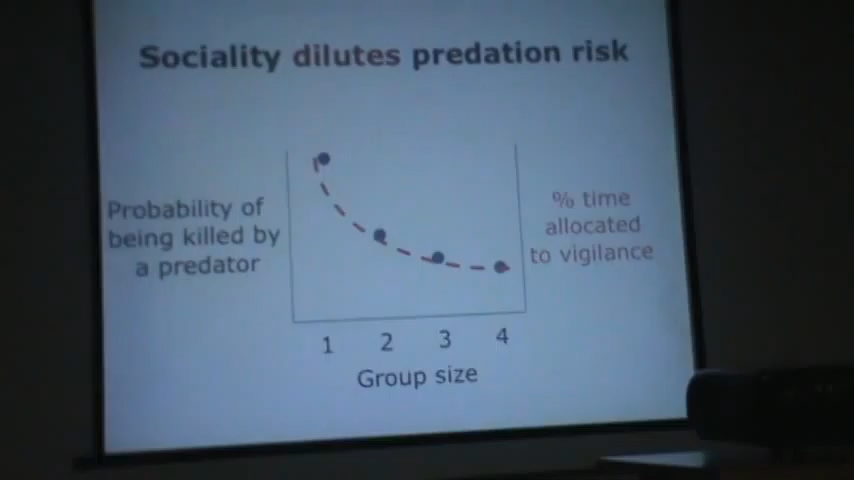 Sociality dilutes predation risk
Probability of
being killed by
a predator
% time
allocated
to vigilance
1 2 3 4
Group size